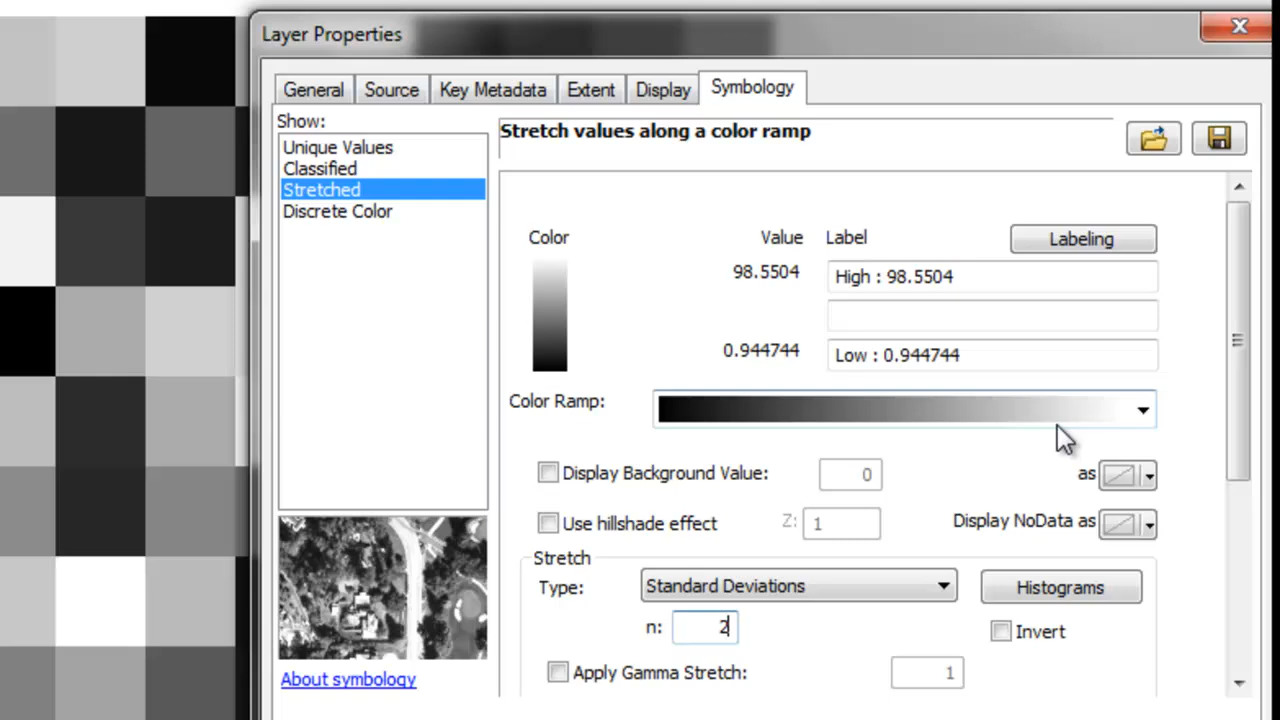 Layer Properties
General Source Key Metadata Extent Display Symbology
Show:
Unique Values
Classified
Stretched
Discrete Color
About symbology
Stretch values along a color ramp
Color Value Label Labeling
98.5504 High : 98.5504
0.944744 Low : 0.944744
Color Ramp:
Display Background Value: 0 as
Use hillshade effect Z: 1 Display NoData as
Stretch
Type: Standard Deviations Histograms
n: 2 Invert
Apply Gamma Stretch: 1